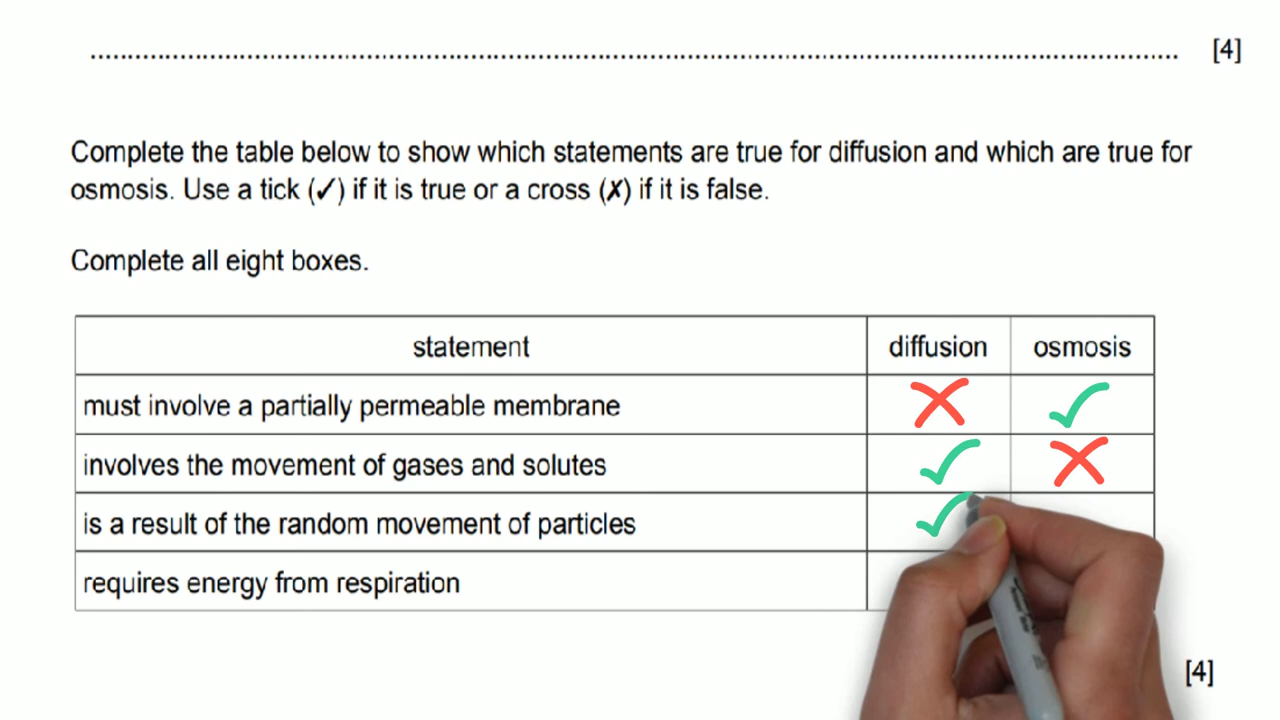 [4]
Complete the table below to show which statements are true for diffusion and which are true for
osmosis. Use a tick (✓) if it is true or a cross (✗) if it is false.
Complete all eight boxes.
statement diffusion osmosis
must involve a partially permeable membrane ✗ ✓
involves the movement of gases and solutes ✓ ✗
is a result of the random movement of particles ✓
requires energy from respiration
[4]